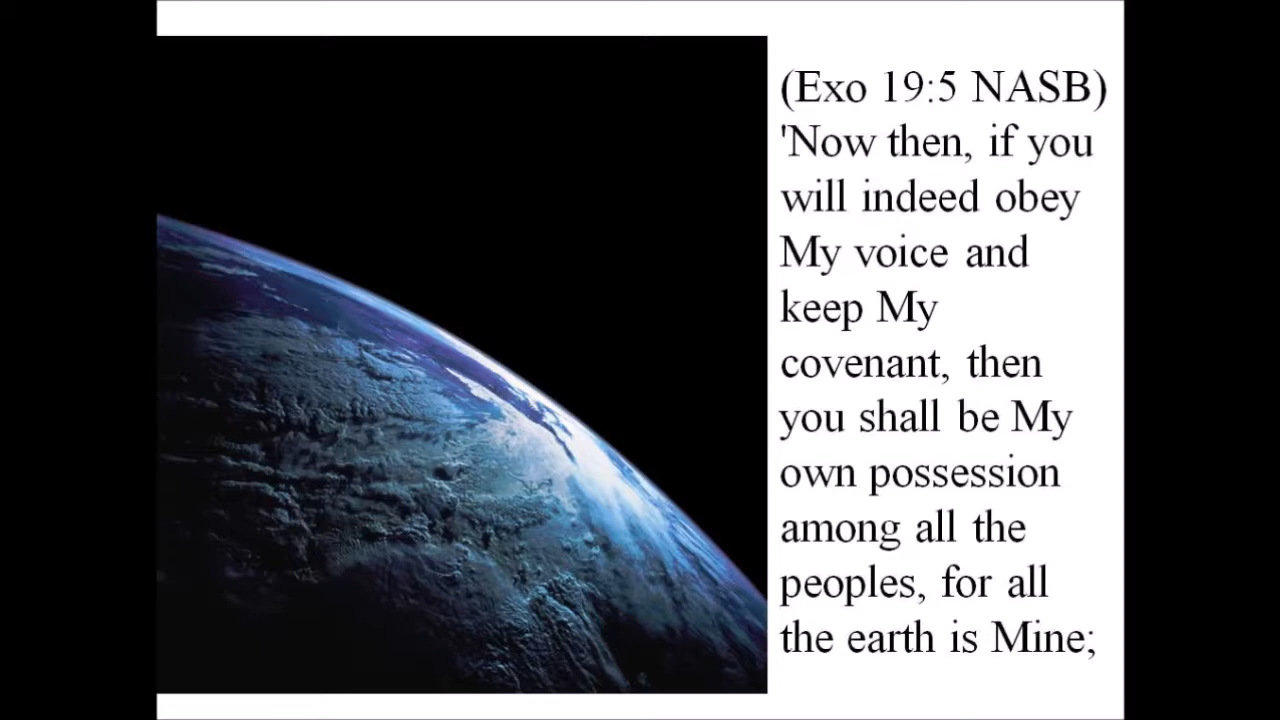 (Exo 19:5 NASB)
'Now then, if you
will indeed obey
My voice and
keep My
covenant, then
you shall be My
own possession
among all the
peoples, for all
the earth is Mine;